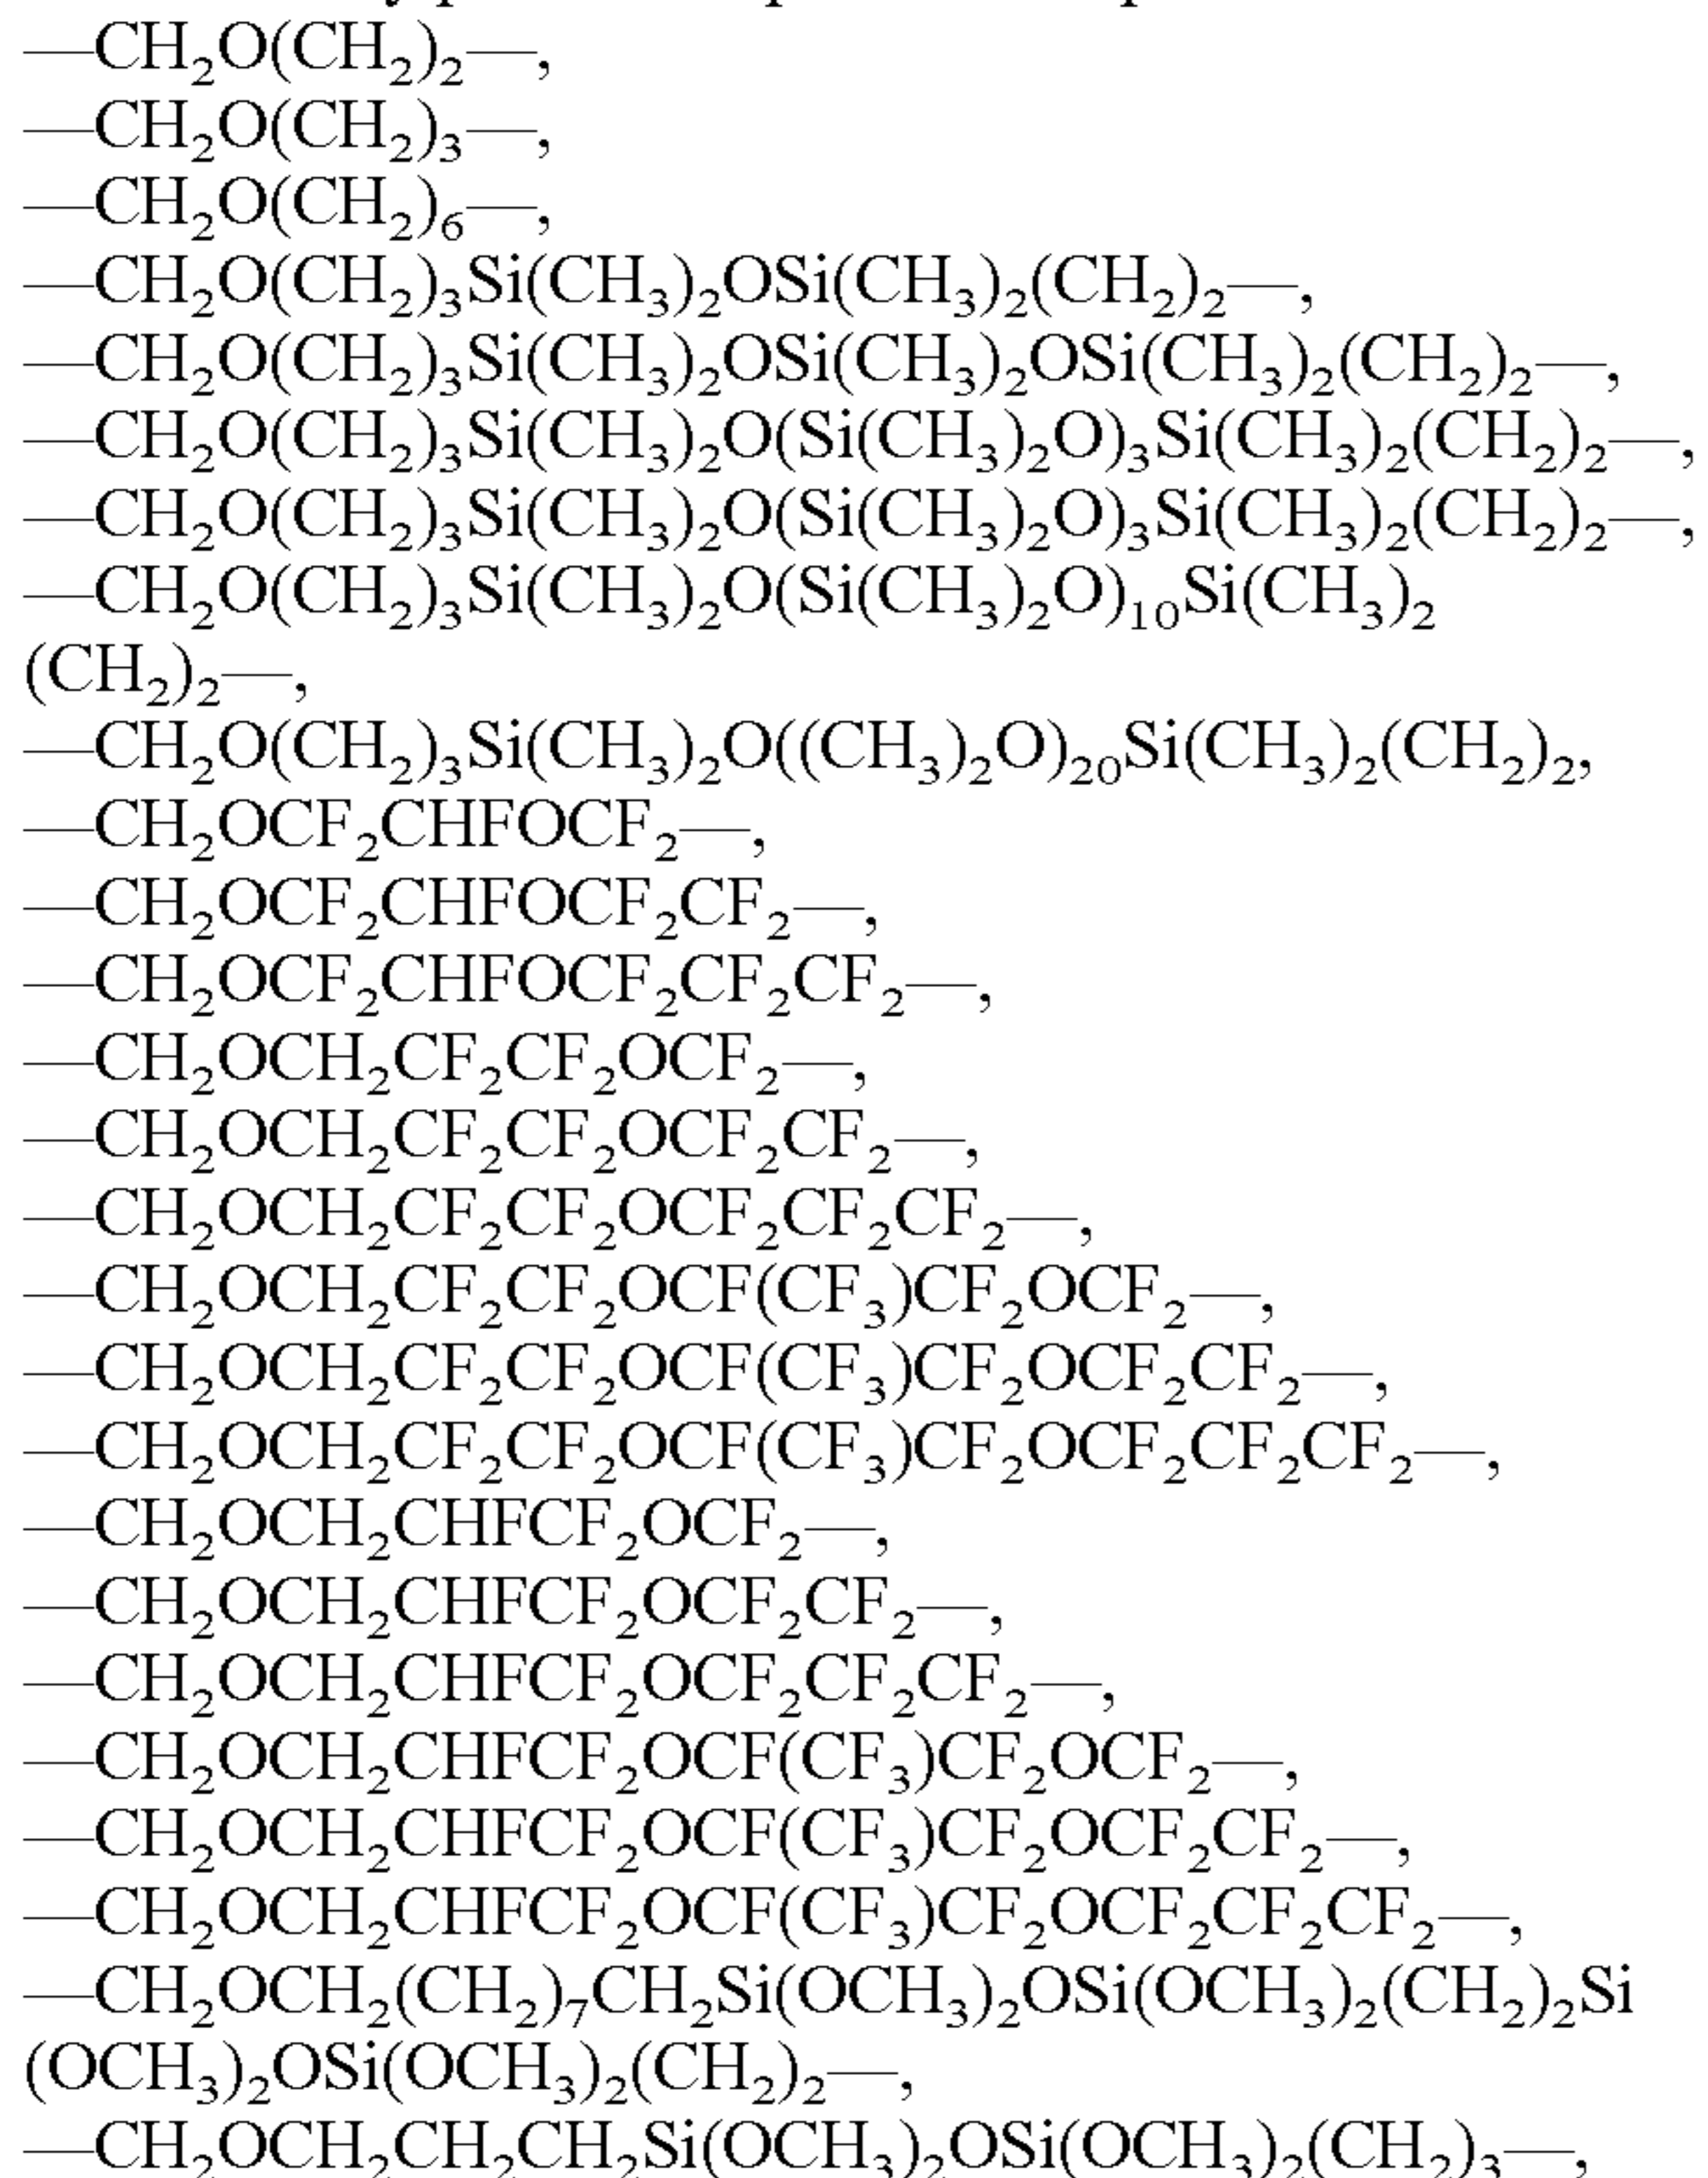 —CH₂O(CH₂)₂—,
—CH₂O(CH₂)₃—,
—CH₂O(CH₂)₆—,
—CH₂O(CH₂)₃Si(CH₃)₂OSi(CH₃)₂(CH₂)₂—,
—CH₂O(CH₂)₃Si(CH₃)₂OSi(CH₃)₂OSi(CH₃)₂(CH₂)₂—,
—CH₂O(CH₂)₃Si(CH₃)₂O(Si(CH₃)₂O)₃Si(CH₃)₂(CH₂)₂—,
—CH₂O(CH₂)₃Si(CH₃)₂O(Si(CH₃)₂O)₃Si(CH₃)₂(CH₂)₂—,
—CH₂O(CH₂)₃Si(CH₃)₂O(Si(CH₃)₂O)₁₀Si(CH₃)₂
(CH₂)₂—,
—CH₂O(CH₂)₃Si(CH₃)₂O((CH₃)₂O)₂₀Si(CH₃)₂(CH₂)₂,
—CH₂OCF₂CHFOCF₂—,
—CH₂OCF₂CHFOCF₂CF₂—,
—CH₂OCF₂CHFOCF₂CF₂CF₂—,
—CH₂OCH₂CF₂CF₂OCF₂—,
—CH₂OCH₂CF₂CF₂OCF₂CF₂—,
—CH₂OCH₂CF₂CF₂OCF₂CF₂CF₂—,
—CH₂OCH₂CF₂CF₂OCF(CF₃)CF₂OCF₂—,
—CH₂OCH₂CF₂CF₂OCF(CF₃)CF₂OCF₂CF₂—,
—CH₂OCH₂CF₂CF₂OCF(CF₃)CF₂OCF₂CF₂CF₂—,
—CH₂OCH₂CHFCF₂OCF₂—,
—CH₂OCH₂CHFCF₂OCF₂CF₂—,
—CH₂OCH₂CHFCF₂OCF₂CF₂CF₂—,
—CH₂OCH₂CHFCF₂OCF(CF₃)CF₂OCF₂—,
—CH₂OCH₂CHFCF₂OCF(CF₃)CF₂OCF₂CF₂—,
—CH₂OCH₂CHFCF₂OCF(CF₃)CF₂OCF₂CF₂CF₂—,
—CH₂OCH₂(CH₂)₇CH₂Si(OCH₃)₂OSi(OCH₃)₂(CH₂)₂Si
(OCH₃)₂OSi(OCH₃)₂(CH₂)₂—,
—CH₂OCH₂CH₂CH₂Si(OCH₃)₂OSi(OCH₃)₂(CH₂)₃—,